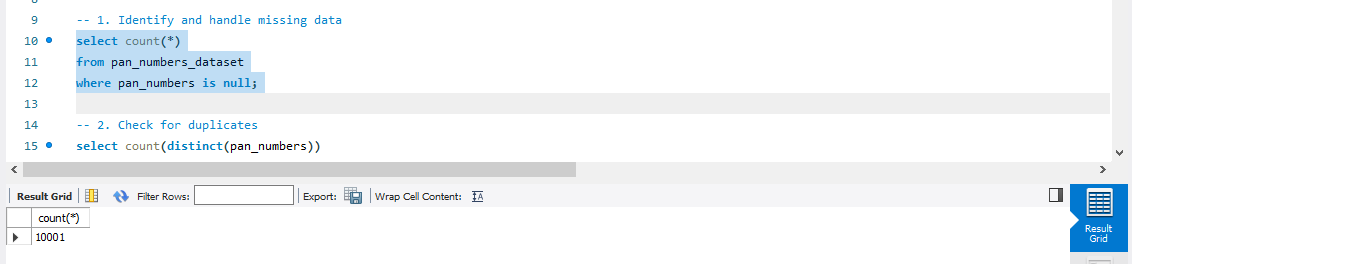 9 -- 1. Identify and handle missing data
10 select count(*)
11 from pan_numbers_dataset
12 where pan_numbers is null;
13
14 -- 2. Check for duplicates
15 select count(distinct(pan_numbers))
Result Grid Filter Rows: Export: Wrap Cell Content:
count(*)
10001
Result
Grid